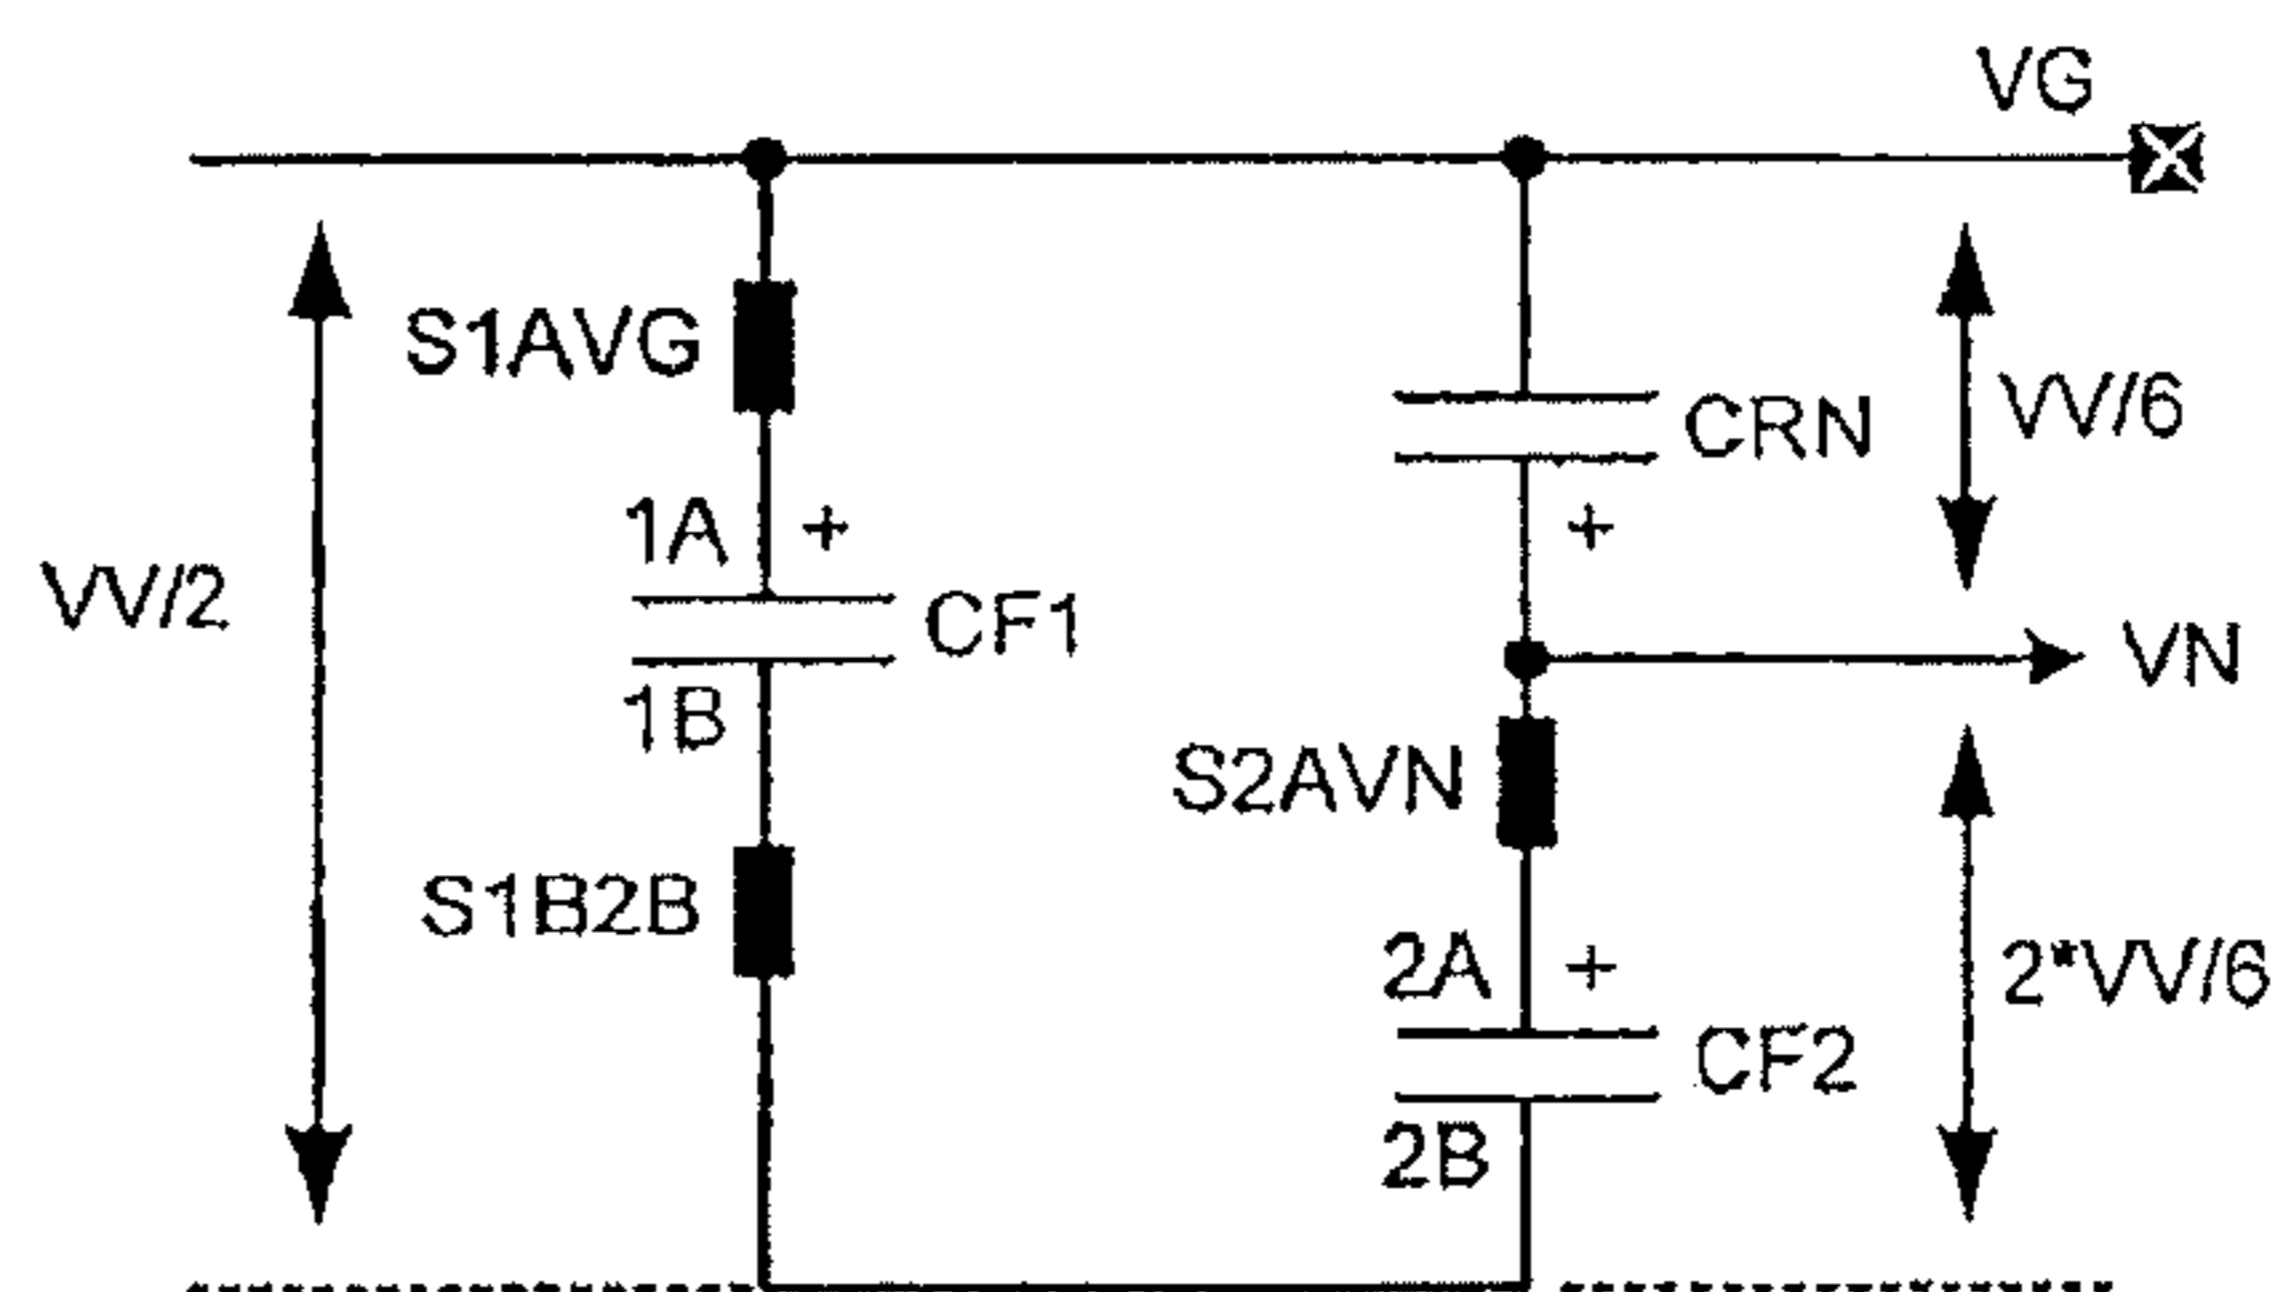 VG
S1AVG
VV/6
CRN
1A +
+
VV/2
CF1
VN
1B
S2AVN
S1B2B
2A +
2*VV/6
CF2
2B